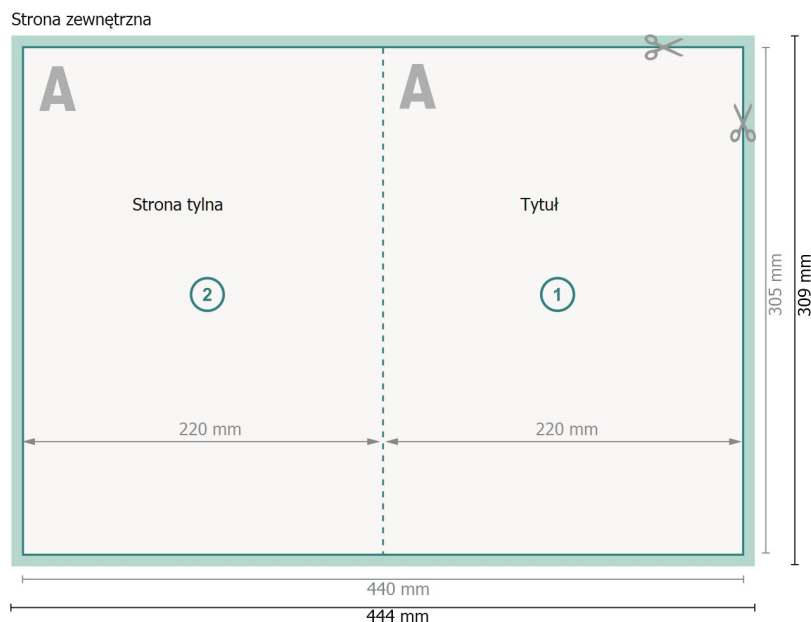 Strona zewnętrzna
A
A
Strona tylna
Tytuł
2
1
305 mm
309 mm
220 mm
220 mm
440 mm
444 mm